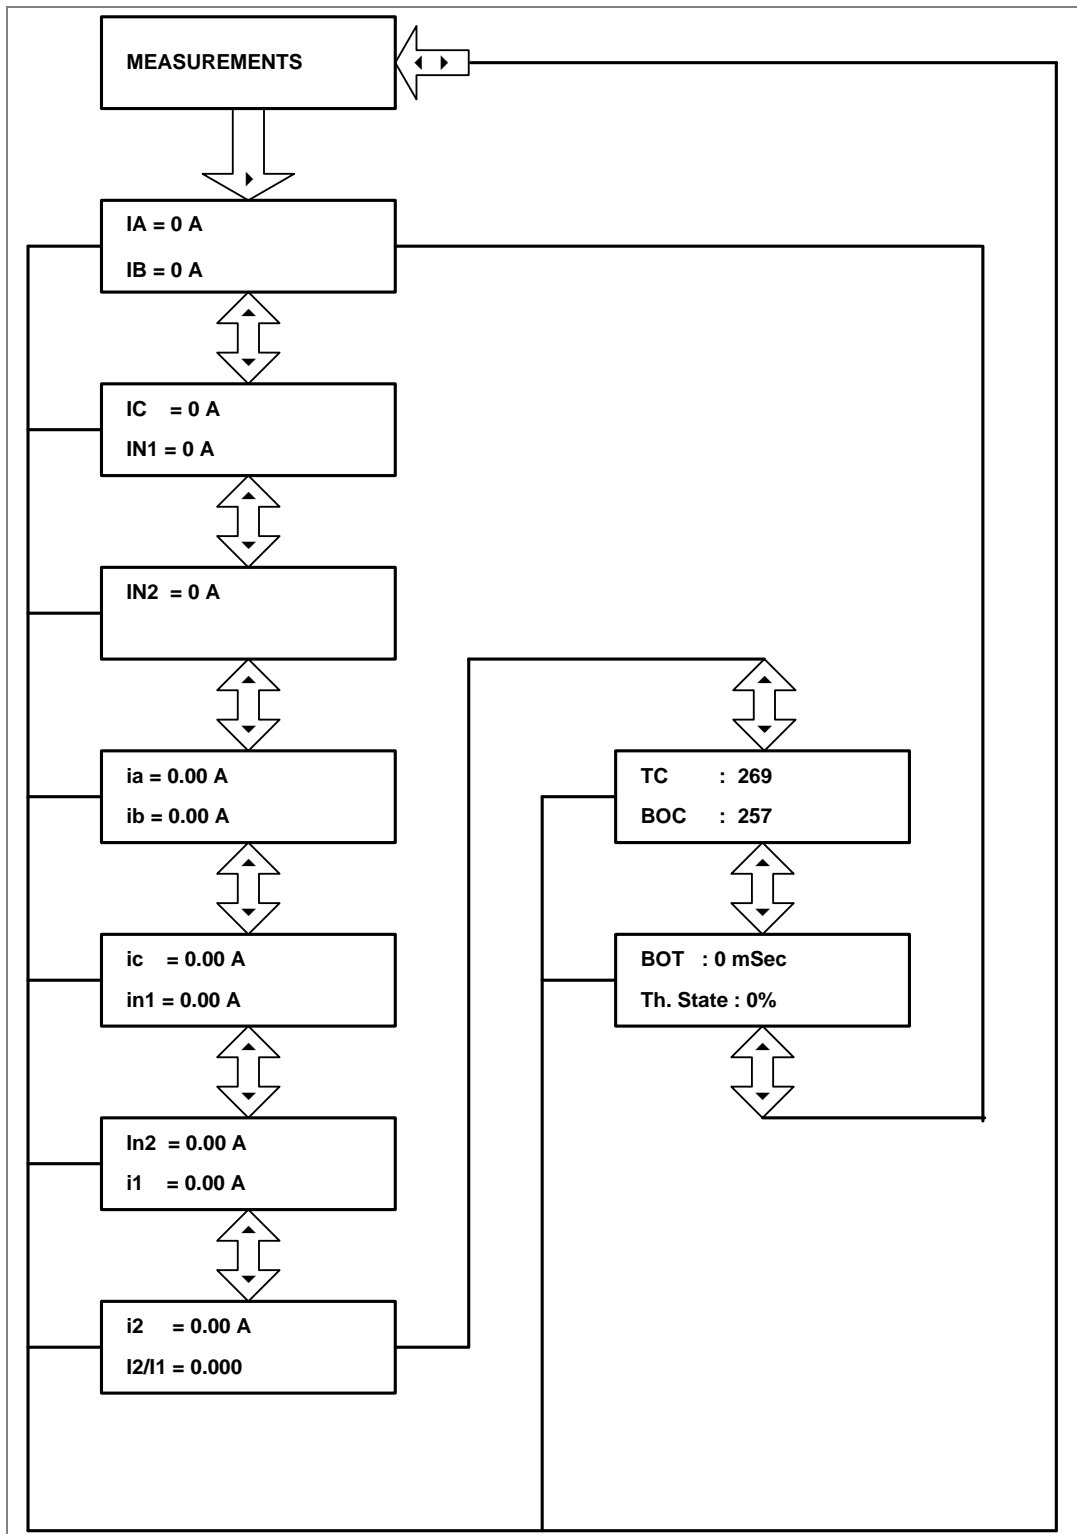 MEASUREMENTS
IA = 0 A
IB = 0 A
IC = 0 A
IN1 = 0 A
IN2 = 0 A
ia = 0.00 A
ib = 0.00 A
ic = 0.00 A
in1 = 0.00 A
In2 = 0.00 A
i1 = 0.00 A
i2 = 0.00 A
I2/I1 = 0.000
TC : 269
BOC : 257
BOT : 0 mSec
Th. State : 0%